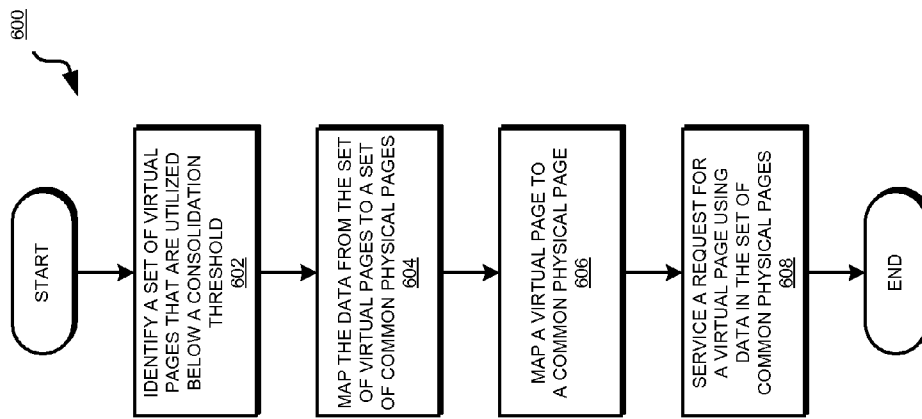 600
START
IDENTIFY A SET OF VIRTUAL
PAGES THAT ARE UTILIZED
BELOW A CONSOLIDATION
THRESHOLD
602
MAP THE DATA FROM THE SET
OF VIRTUAL PAGES TO A SET
OF COMMON PHYSICAL PAGES
604
MAP A VIRTUAL PAGE TO
A COMMON PHYSICAL PAGE
606
SERVICE A REQUEST FOR
A VIRTUAL PAGE USING
DATA IN THE SET OF
COMMON PHYSICAL PAGES
608
END